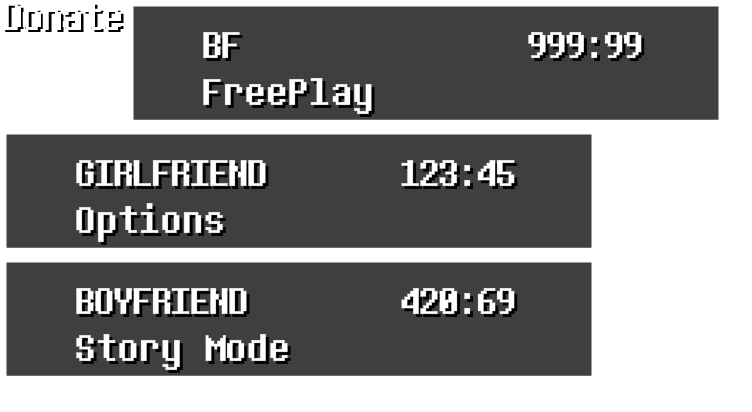 Donate
BF 999:99
FreePlay
GIRLFRIEND 123:45
Options
BOYFRIEND 420:69
Story Mode